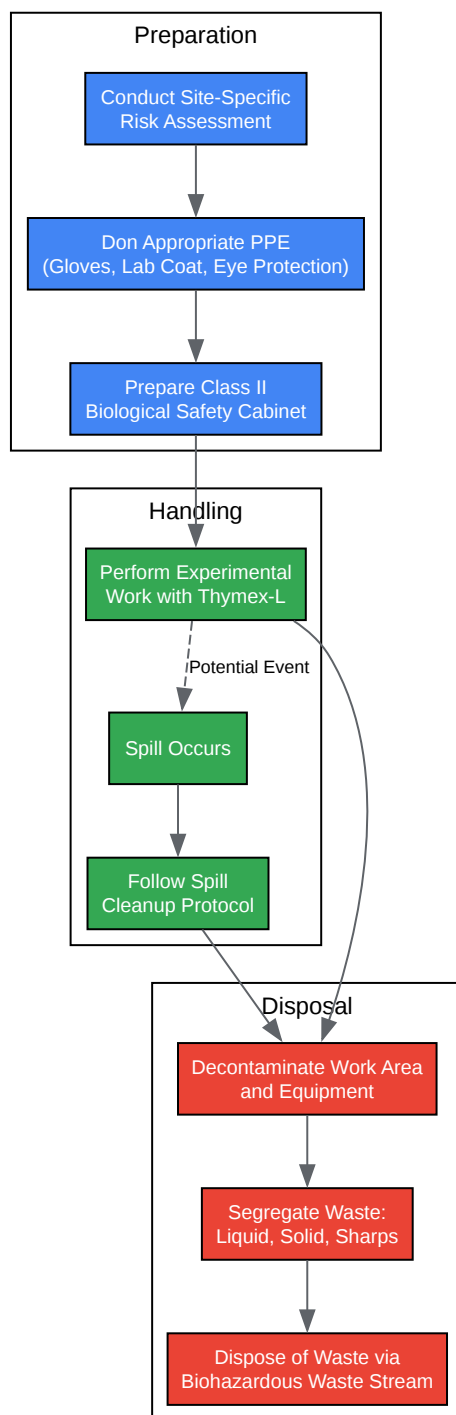 Preparation
Conduct Site-Specific
Risk Assessment
Don Appropriate PPE
(Gloves, Lab Coat, Eye Protection)
Prepare Class II
Biological Safety Cabinet
Handling
Perform Experimental
Work with Thymex-L
Potential Event
Spill Occurs
Follow Spill
Cleanup Protocol
Disposal
Decontaminate Work Area
and Equipment
Segregate Waste:
Liquid, Solid, Sharps
Dispose of Waste via
Biohazardous Waste Stream